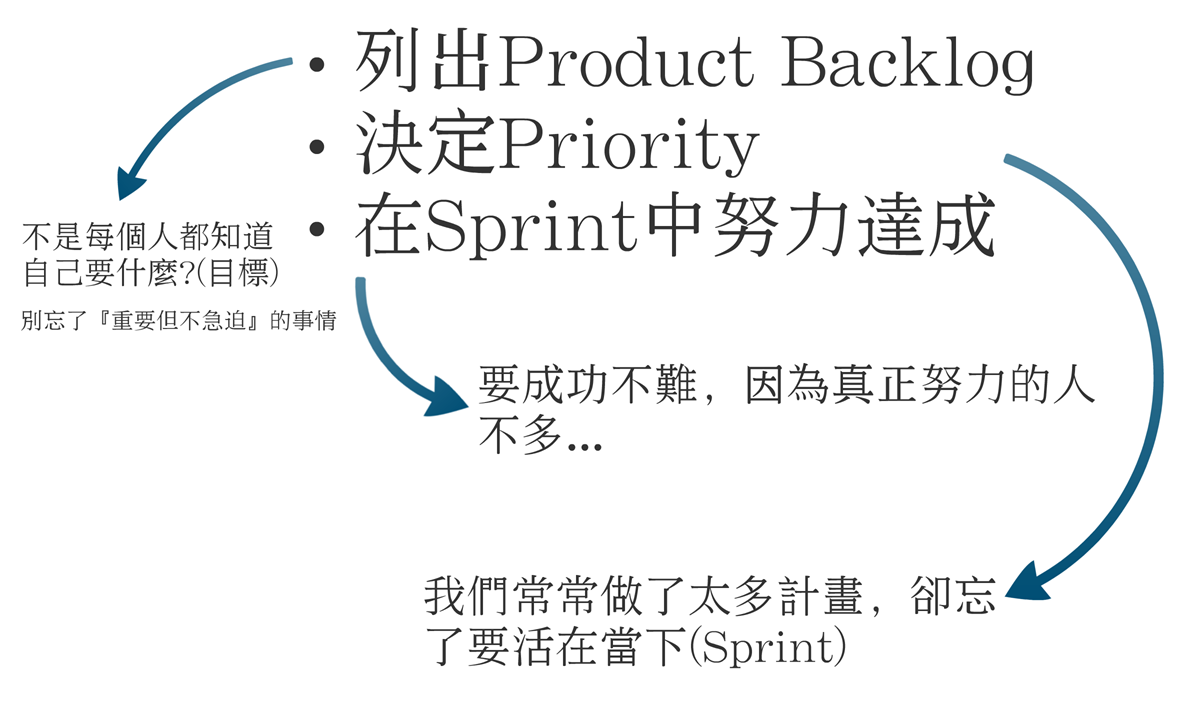 • 列出Product Backlog
• 決定Priority
• 在Sprint中努力達成
不是每個人都知道
自己要什麼?(目標)
別忘了『重要但不急迫』的事情
要成功不難，因為真正努力的人
不多...
我們常常做了太多計畫，卻忘
了要活在當下(Sprint)